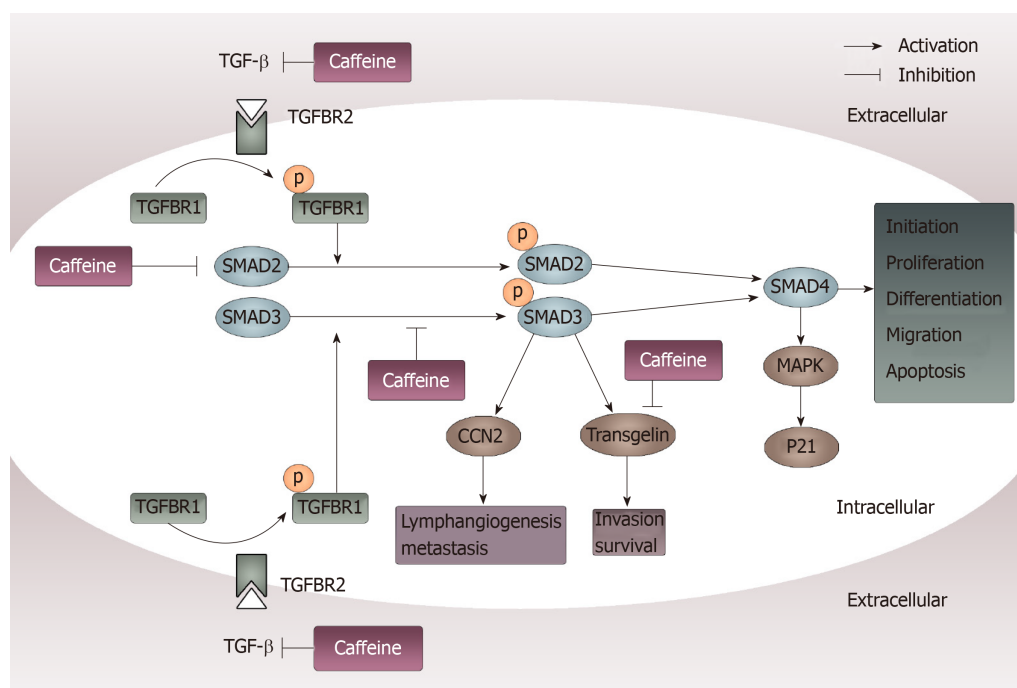 TGF-β
Caffeine
Activation
Inhibition
TGFBR2
Extracellular
p
TGFBR1
TGFBR1
Caffeine
SMAD2
p
SMAD2
SMAD4
Initiation
Proliferation
Differentiation
Migration
Apoptosis
SMAD3
p
SMAD3
Caffeine
Caffeine
MAPK
CCN2
Transgelin
P21
p
TGFBR1
TGFBR1
Lymphangiogenesis
metastasis
Invasion
survival
Intracellular
TGFBR2
Extracellular
TGF-β
Caffeine